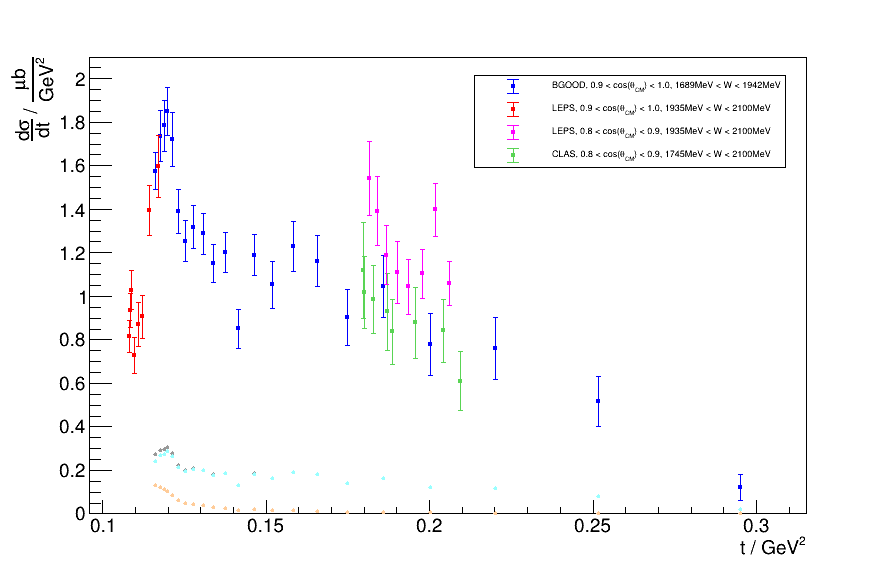 dσ/dt / μb/GeV²
BGOOD, 0.9 < cos(θCM) < 1.0, 1689MeV < W < 1942MeV
LEPS, 0.9 < cos(θCM) < 1.0, 1935MeV < W < 2100MeV
LEPS, 0.8 < cos(θCM) < 0.9, 1935MeV < W < 2100MeV
CLAS, 0.8 < cos(θCM) < 0.9, 1745MeV < W < 2100MeV
2
1.8
1.6
1.4
1.2
1
0.8
0.6
0.4
0.2
0
0.1 0.15 0.2 0.25 0.3
t / GeV²